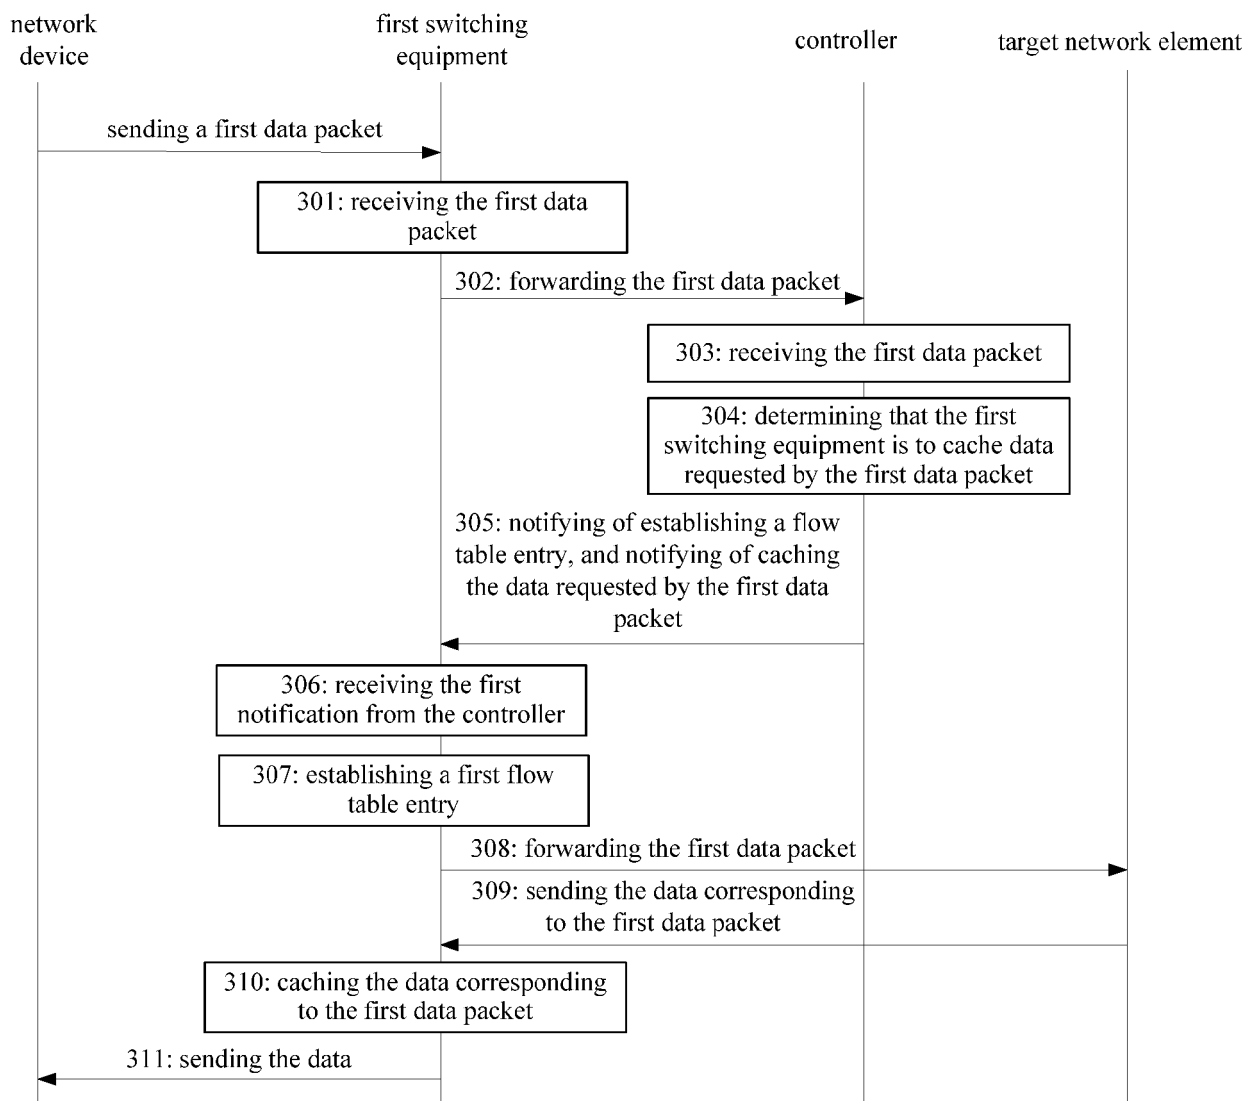 network
device
first switching
equipment
controller
target network element
sending a first data packet
301: receiving the first data
packet
302: forwarding the first data packet
303: receiving the first data packet
304: determining that the first
switching equipment is to cache data
requested by the first data packet
305: notifying of establishing a flow
table entry, and notifying of caching
the data requested by the first data
packet
306: receiving the first
notification from the controller
307: establishing a first flow
table entry
308: forwarding the first data packet
309: sending the data corresponding
to the first data packet
310: caching the data corresponding
to the first data packet
311: sending the data